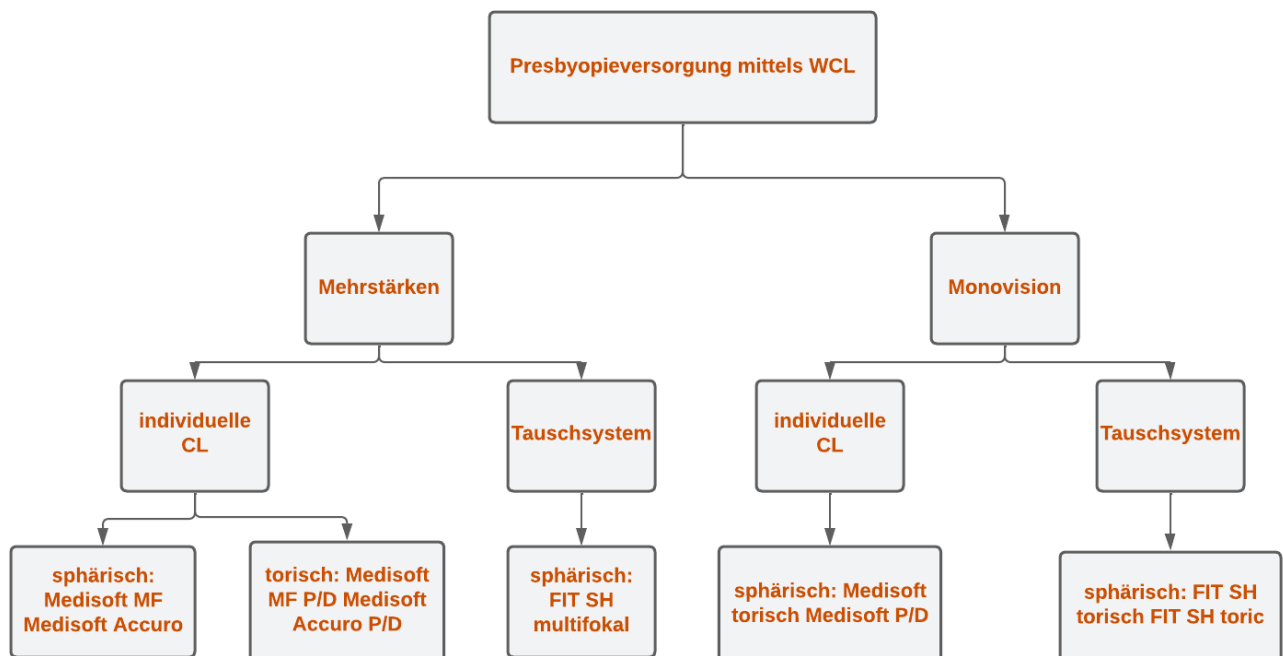 Presbyopieversorgung mittels WCL
Mehrstärken
Monovision
individuelle
CL
Tauschsystem
individuelle
CL
Tauschsystem
sphärisch:
Medisoft MF
Medisoft Accuro
torisch: Medisoft
MF P/D Medisoft
Accuro P/D
sphärisch:
FIT SH
multifokal
sphärisch: Medisoft
torisch Medisoft P/D
sphärisch: FIT SH
torisch FIT SH toric